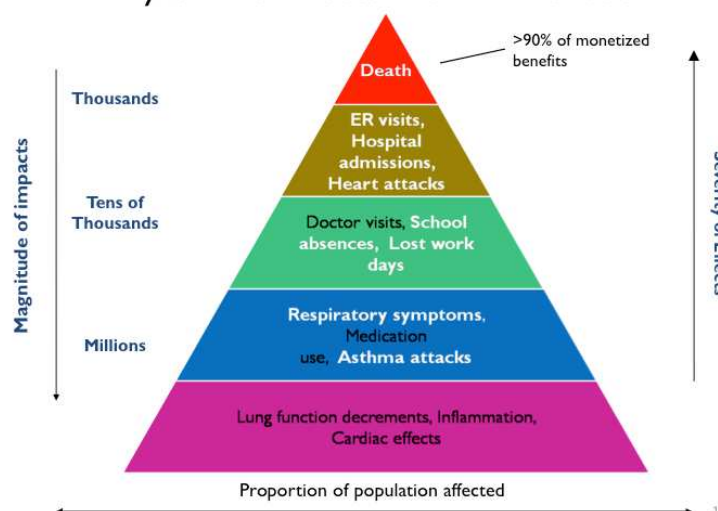 >90% of monetized
benefits
Death
Thousands
ER visits,
Hospital
admissions,
Heart attacks
Magnitude of impacts
Tens of
Thousands
Doctor visits, School
absences, Lost work
days
Respiratory symptoms,
Medication
use, Asthma attacks
Millions
Lung function decrements, Inflammation,
Cardiac effects
Proportion of population affected